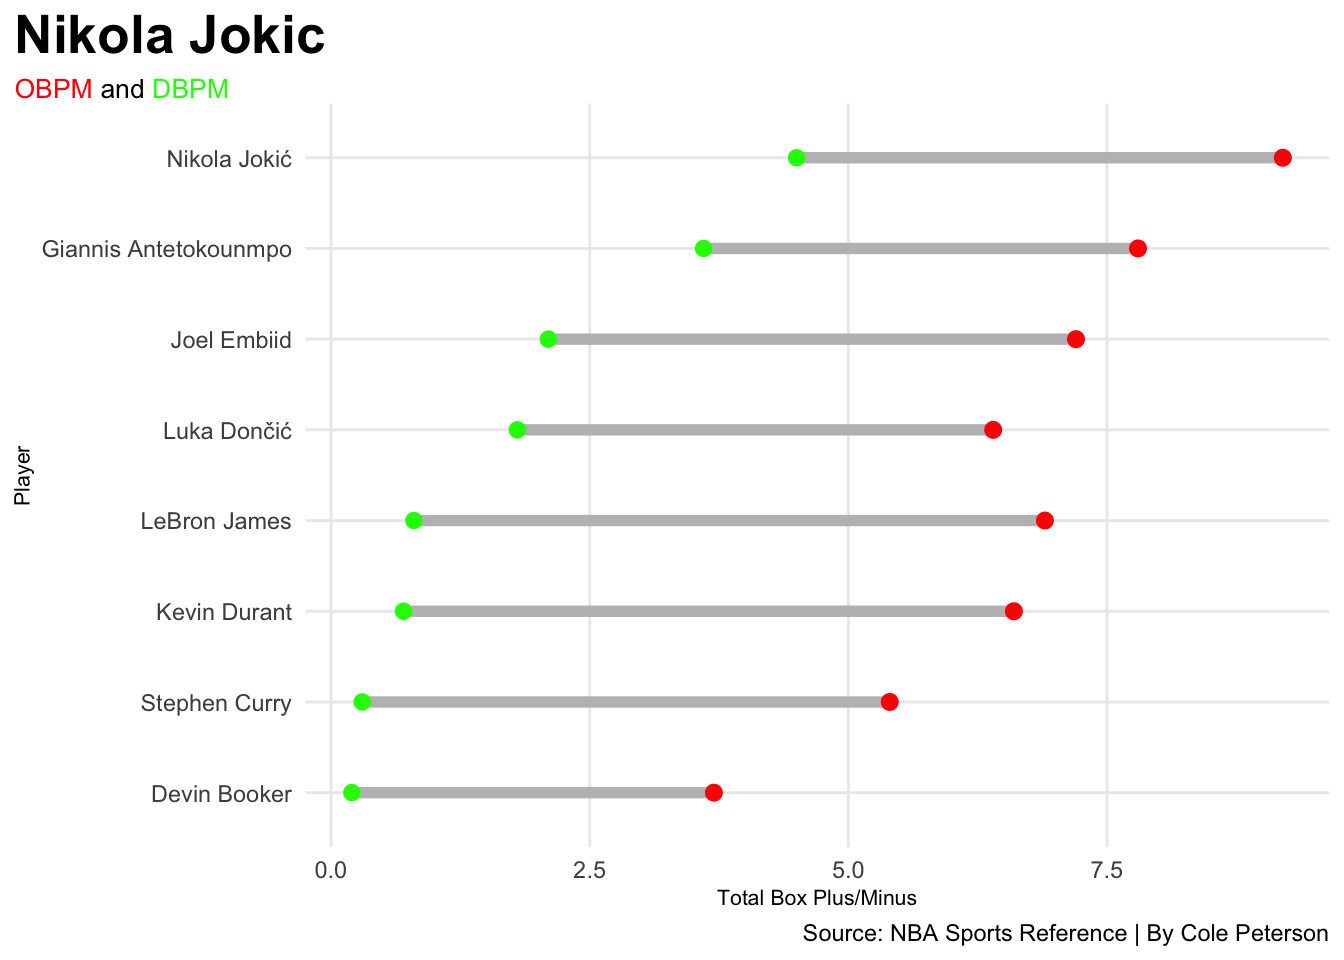 Nikola Jokic
OBPM and DBPM
Nikola Jokić
Giannis Antetokounmpo
Joel Embiid
Luka Dončić
LeBron James
Kevin Durant
Stephen Curry
Devin Booker
Player
0.0 2.5 5.0 7.5
Total Box Plus/Minus
Source: NBA Sports Reference | By Cole Peterson